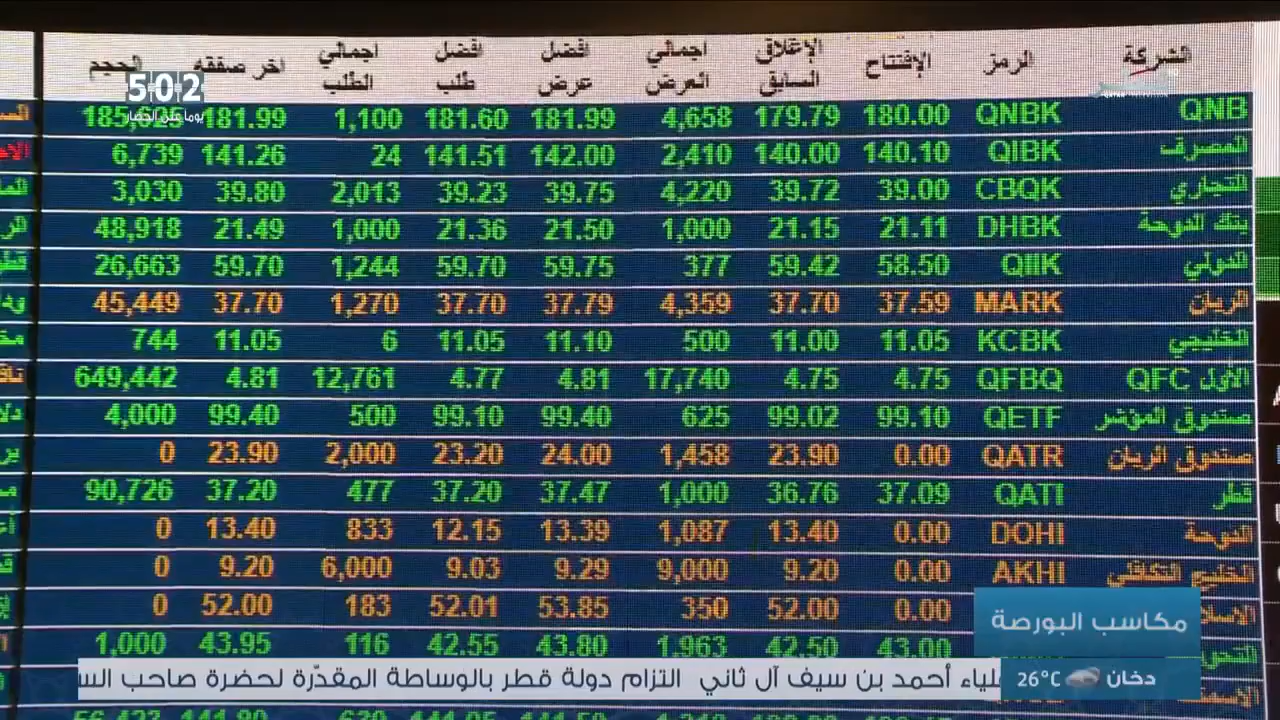 الشركة الرمز الإفتتاح الإغلاق السابق اجمالي العرض افضل عرض افضل طلب اجمالي الطلب اخر صفقه الحجم
502
يوما على الحصار
QNB QNBK 180.00 179.79 4,658 181.99 181.60 1,100 181.99
المصرف QIBK 140.10 140.00 2,410 142.00 141.51 24 141.26 6,739
التجاري CBQK 39.00 39.72 4,220 39.75 39.23 2,013 39.80 3,030
بنك الدوحة DHBK 21.11 21.15 1,000 21.50 21.36 1,000 21.49 48,918
الدولي QIIK 58.50 59.42 377 59.75 59.70 1,244 59.70 26,663
الريان MARK 37.59 37.70 4,359 37.79 37.70 1,270 37.70 45,449
الخليجي KCBK 11.05 11.00 500 11.10 11.05 6 11.05 744
الأول QFC QFBQ 4.75 4.75 17,740 4.81 4.77 12,761 4.81 649,442
صندوق المؤشر QETF 99.10 99.02 625 99.40 99.10 500 99.40 4,000
صندوق الريان QATR 0.00 23.90 1,458 24.00 23.20 2,000 23.90 0
قطر QATI 37.09 36.76 1,000 37.47 37.20 477 37.20 90,726
الدوحة DOHI 0.00 13.40 1,087 13.39 12.15 833 13.40 0
الخليج التكافلي AKHI 0.00 9.20 9,000 9.29 9.03 6,000 9.20 0
0.00 52.00 350 53.85 52.01 183 52.00 0
43.00 42.50 1,963 43.80 42.55 116 43.95 1,000
مكاسب البورصة
دخان 26°C
أحمد بن سيف آل ثاني التزام دولة قطر بالوساطة المقدّرة لحضرة صاحب